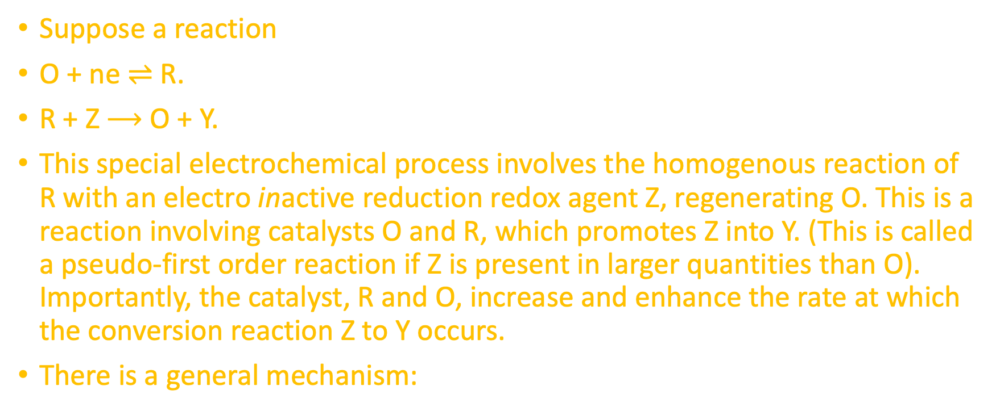 • Suppose a reaction
• O + ne ⇌ R.
• R + Z ⟶ O + Y.
• This special electrochemical process involves the homogenous reaction of
R with an electro inactive reduction redox agent Z, regenerating O. This is a
reaction involving catalysts O and R, which promotes Z into Y. (This is called
a pseudo-first order reaction if Z is present in larger quantities than O).
Importantly, the catalyst, R and O, increase and enhance the rate at which
the conversion reaction Z to Y occurs.
• There is a general mechanism: